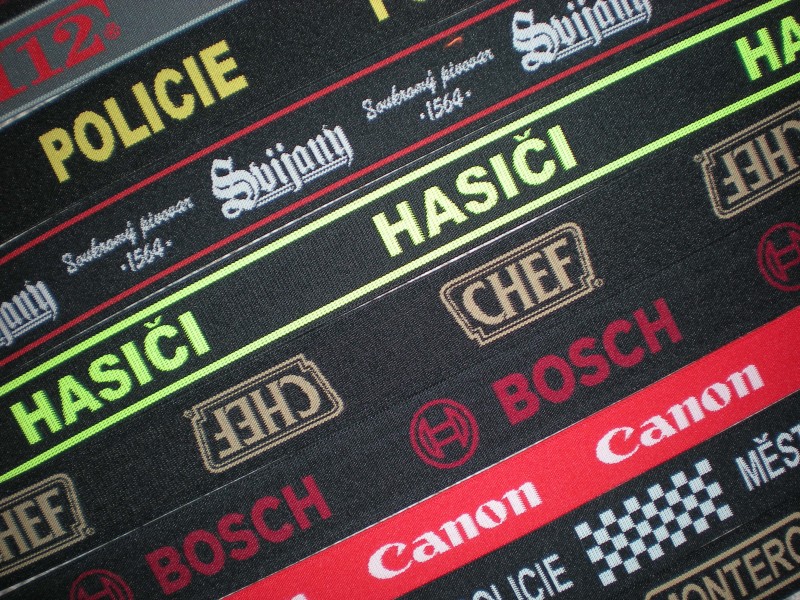 112®
POLICIE
Svijany Soukromý pivovar ·1564· Svijany Soukromý pivovar ·1564· Svijany
HASIČI HASIČI HA
CHEF® CHEF® CHEF
BOSCH BOSCH
Canon Canon
POLICIE MĚST
MONTERO